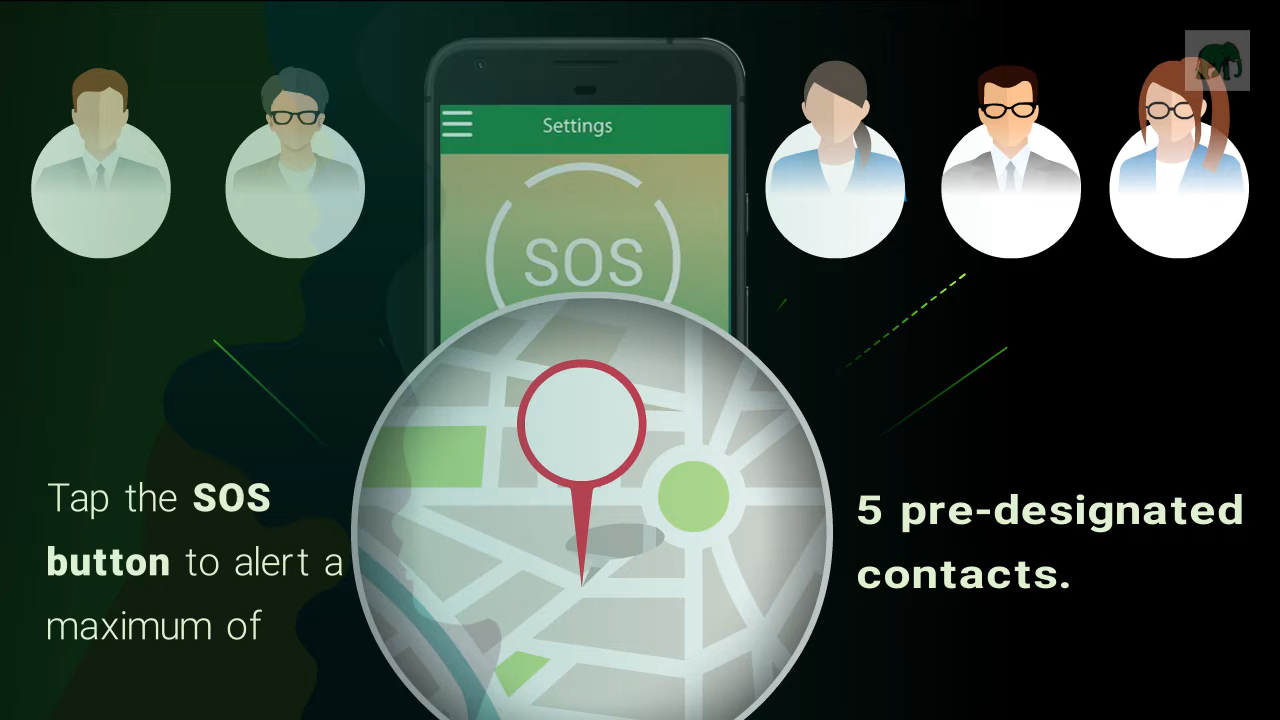 Settings
SOS
Tap the SOS
button to alert a
maximum of
5 pre-designated
contacts.